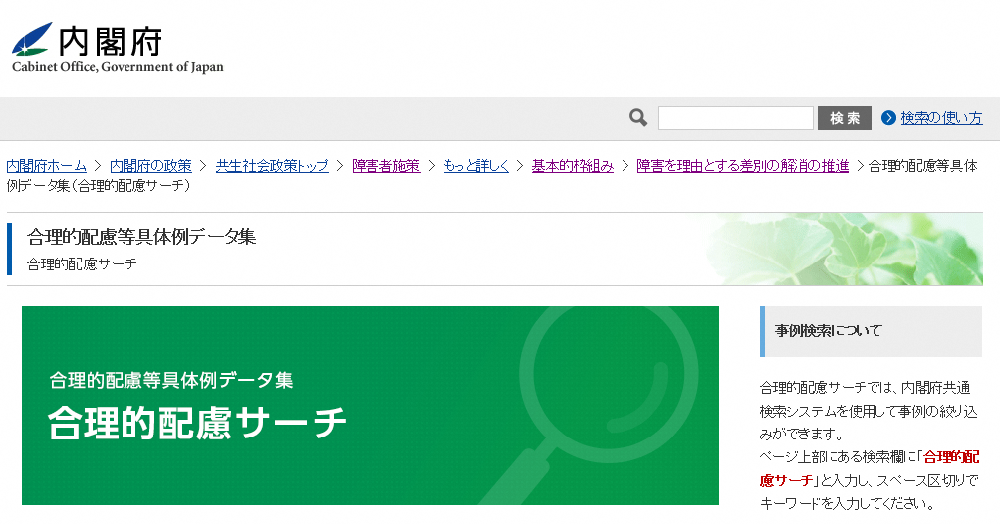 内閣府
Cabinet Office, Government of Japan
検索 検索の使い方
内閣府ホーム > 内閣府の政策 > 共生社会政策トップ > 障害者施策 > もっと詳しく > 基本的枠組み > 障害を理由とする差別の解消の推進 > 合理的配慮等具体
例データ集(合理的配慮サーチ)
合理的配慮等具体例データ集
合理的配慮サーチ
合理的配慮等具体例データ集
合理的配慮サーチ
事例検索について
合理的配慮サーチでは、内閣府共通
検索システムを使用して事例の絞り込
みができます。
ページ上部にある検索欄に「合理的配
慮サーチ」と入力し、スペース区切りで
キーワードを入力してください。